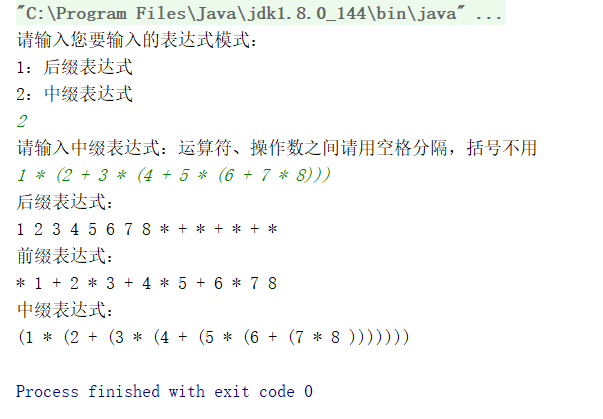 "C:\Program Files\Java\jdk1.8.0_144\bin\java" ...
请输入您要输入的表达式模式：
1：后缀表达式
2：中缀表达式
2
请输入中缀表达式：运算符、操作数之间请用空格分隔，括号不用
1 * (2 + 3 * (4 + 5 * (6 + 7 * 8)))
后缀表达式：
1 2 3 4 5 6 7 8 * + * + * + *
前缀表达式：
* 1 + 2 * 3 + 4 * 5 + 6 * 7 8
中缀表达式：
(1 * (2 + (3 * (4 + (5 * (6 + (7 * 8 )))))))
Process finished with exit code 0